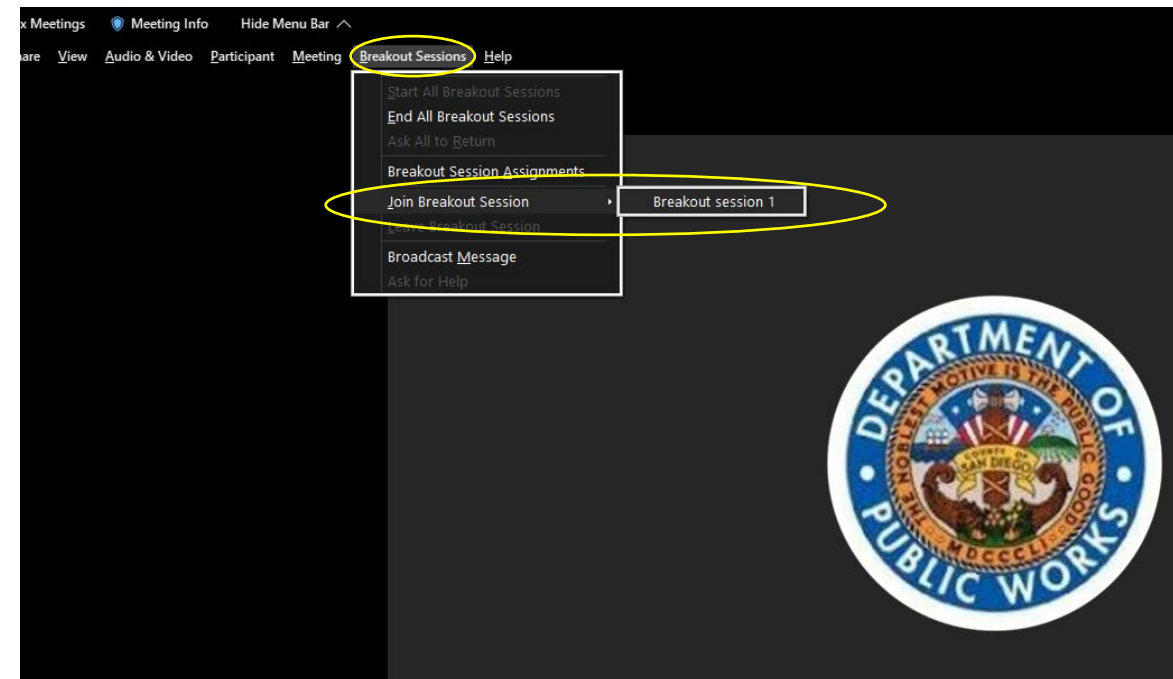 x Meetings Meeting Info Hide Menu Bar
are View Audio & Video Participant Meeting Breakout Sessions Help
Start All Breakout Sessions
End All Breakout Sessions
Ask All to Return
Breakout Session Assignments
Join Breakout Session Breakout session 1
Leave Breakout Session
Broadcast Message
Ask for Help
DEPARTMENT OF
PUBLIC WORKS
THE NOBLEST MOTIVE IS THE PUBLIC GOOD
COUNTY OF
SAN DIEGO
MDCCCLI